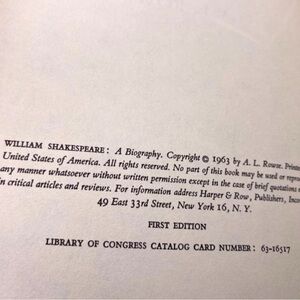 WILLIAM SHAKESPEARE: A Biography. Copyright © 1963 by A. L. Rowse. Printed
United States of America. All rights reserved. No part of this book may be used or
any manner whatsoever without written permission except in the case of brief quotations
in critical articles and reviews. For information address Harper & Row, Publishers,
49 East 33rd Street, New York 16, N. Y.
FIRST EDITION
LIBRARY OF CONGRESS CATALOG CARD NUMBER: 63-16517